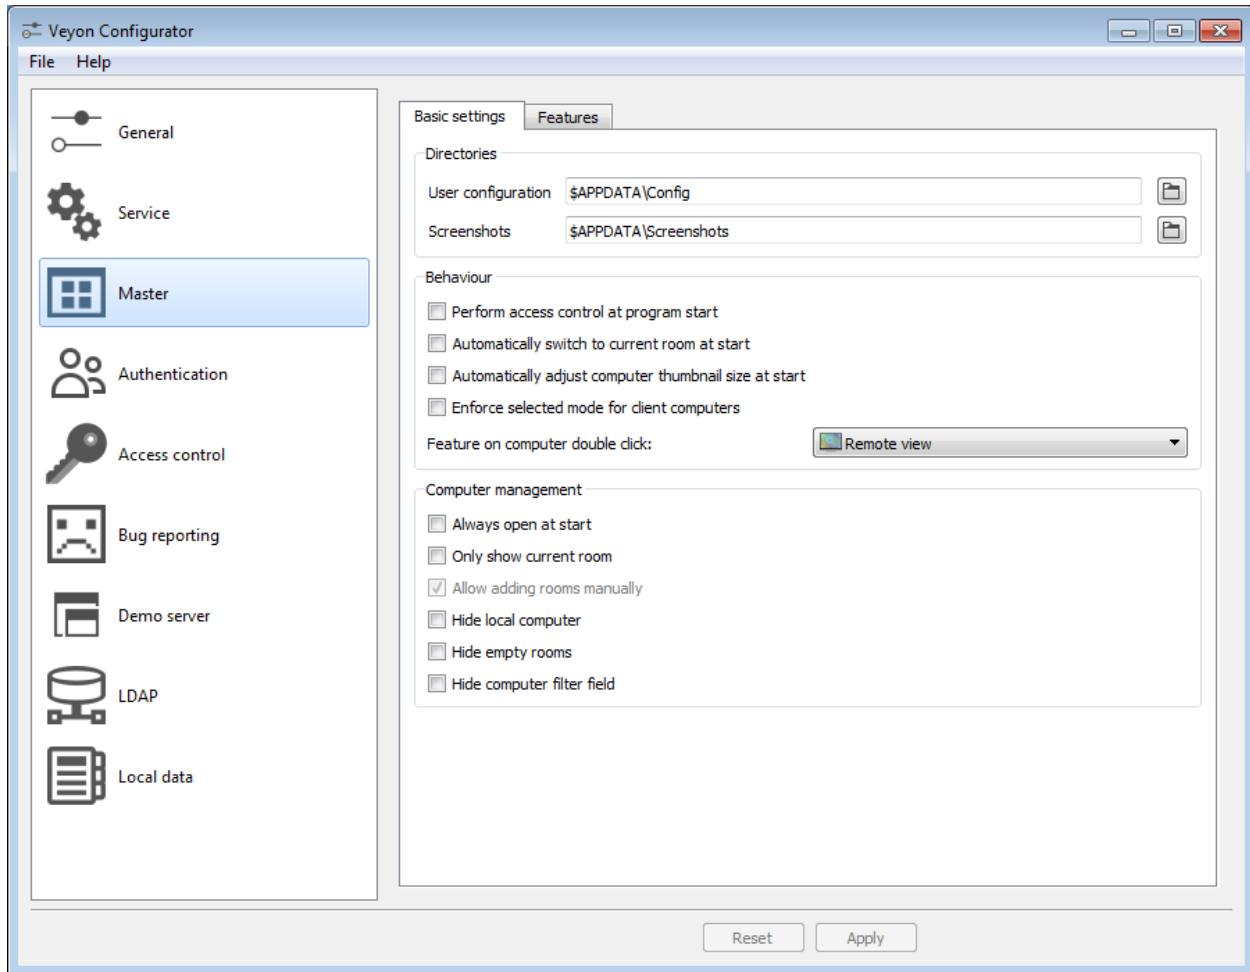 Veyon Configurator
File Help
General
Service
Master
Authentication
Access control
Bug reporting
Demo server
LDAP
Local data
Basic settings Features
Directories
User configuration $APPDATA\Config
Screenshots $APPDATA\Screenshots
Behaviour
Perform access control at program start
Automatically switch to current room at start
Automatically adjust computer thumbnail size at start
Enforce selected mode for client computers
Feature on computer double click: Remote view
Computer management
Always open at start
Only show current room
Allow adding rooms manually
Hide local computer
Hide empty rooms
Hide computer filter field
Reset Apply